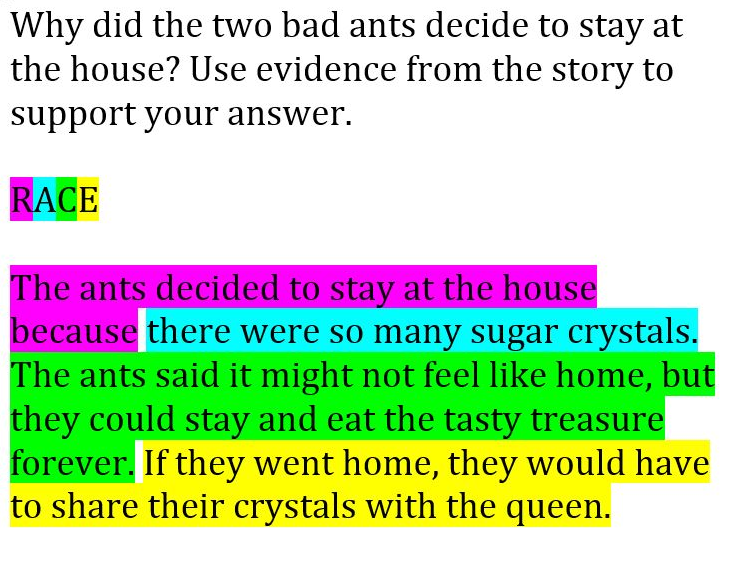 Why did the two bad ants decide to stay at
the house? Use evidence from the story to
support your answer.
RACE
The ants decided to stay at the house
because there were so many sugar crystals.
The ants said it might not feel like home, but
they could stay and eat the tasty treasure
forever. If they went home, they would have
to share their crystals with the queen.